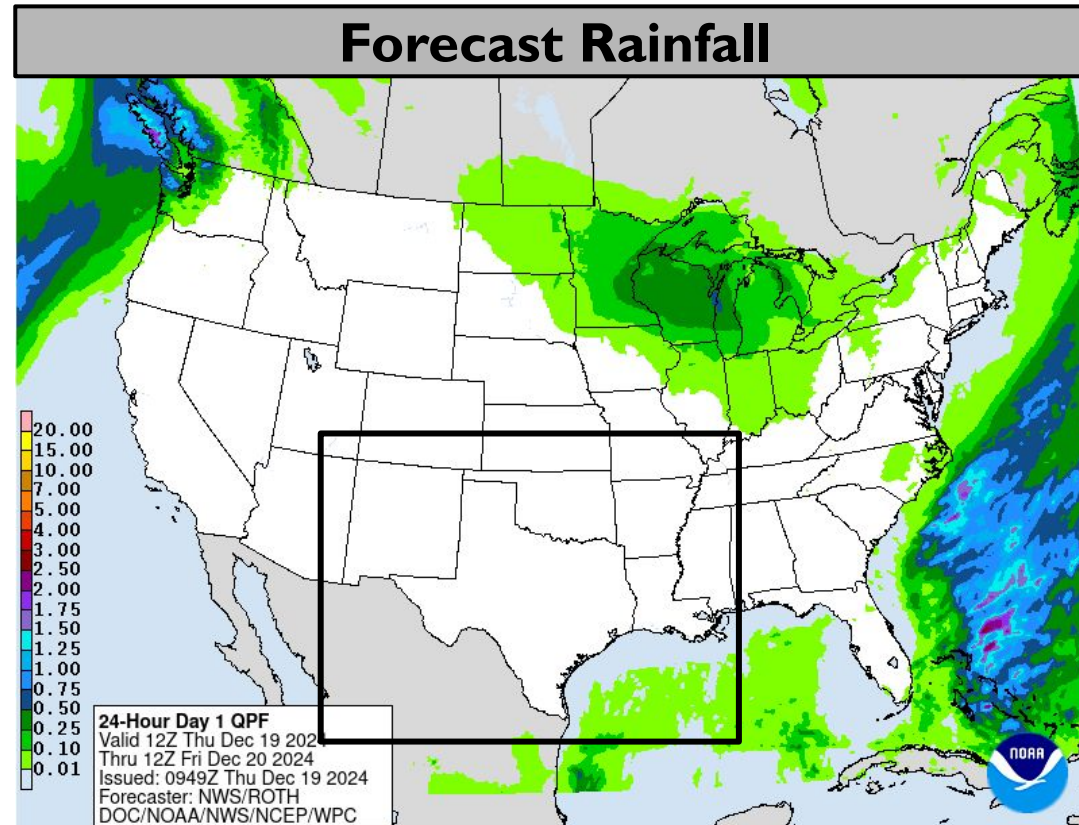 Forecast Rainfall
20.00
15.00
10.00
7.00
5.00
4.00
3.00
2.50
2.00
1.75
1.50
1.25
1.00
0.75
0.50
0.25
0.10
0.01
24-Hour Day 1 QPF
Valid 12Z Thu Dec 19 2024
Thru 12Z Fri Dec 20 2024
Issued: 0949Z Thu Dec 19 2024
Forecaster: NWS/ROTH
DOC/NOAA/NWS/NCEP/WPC
NOAA